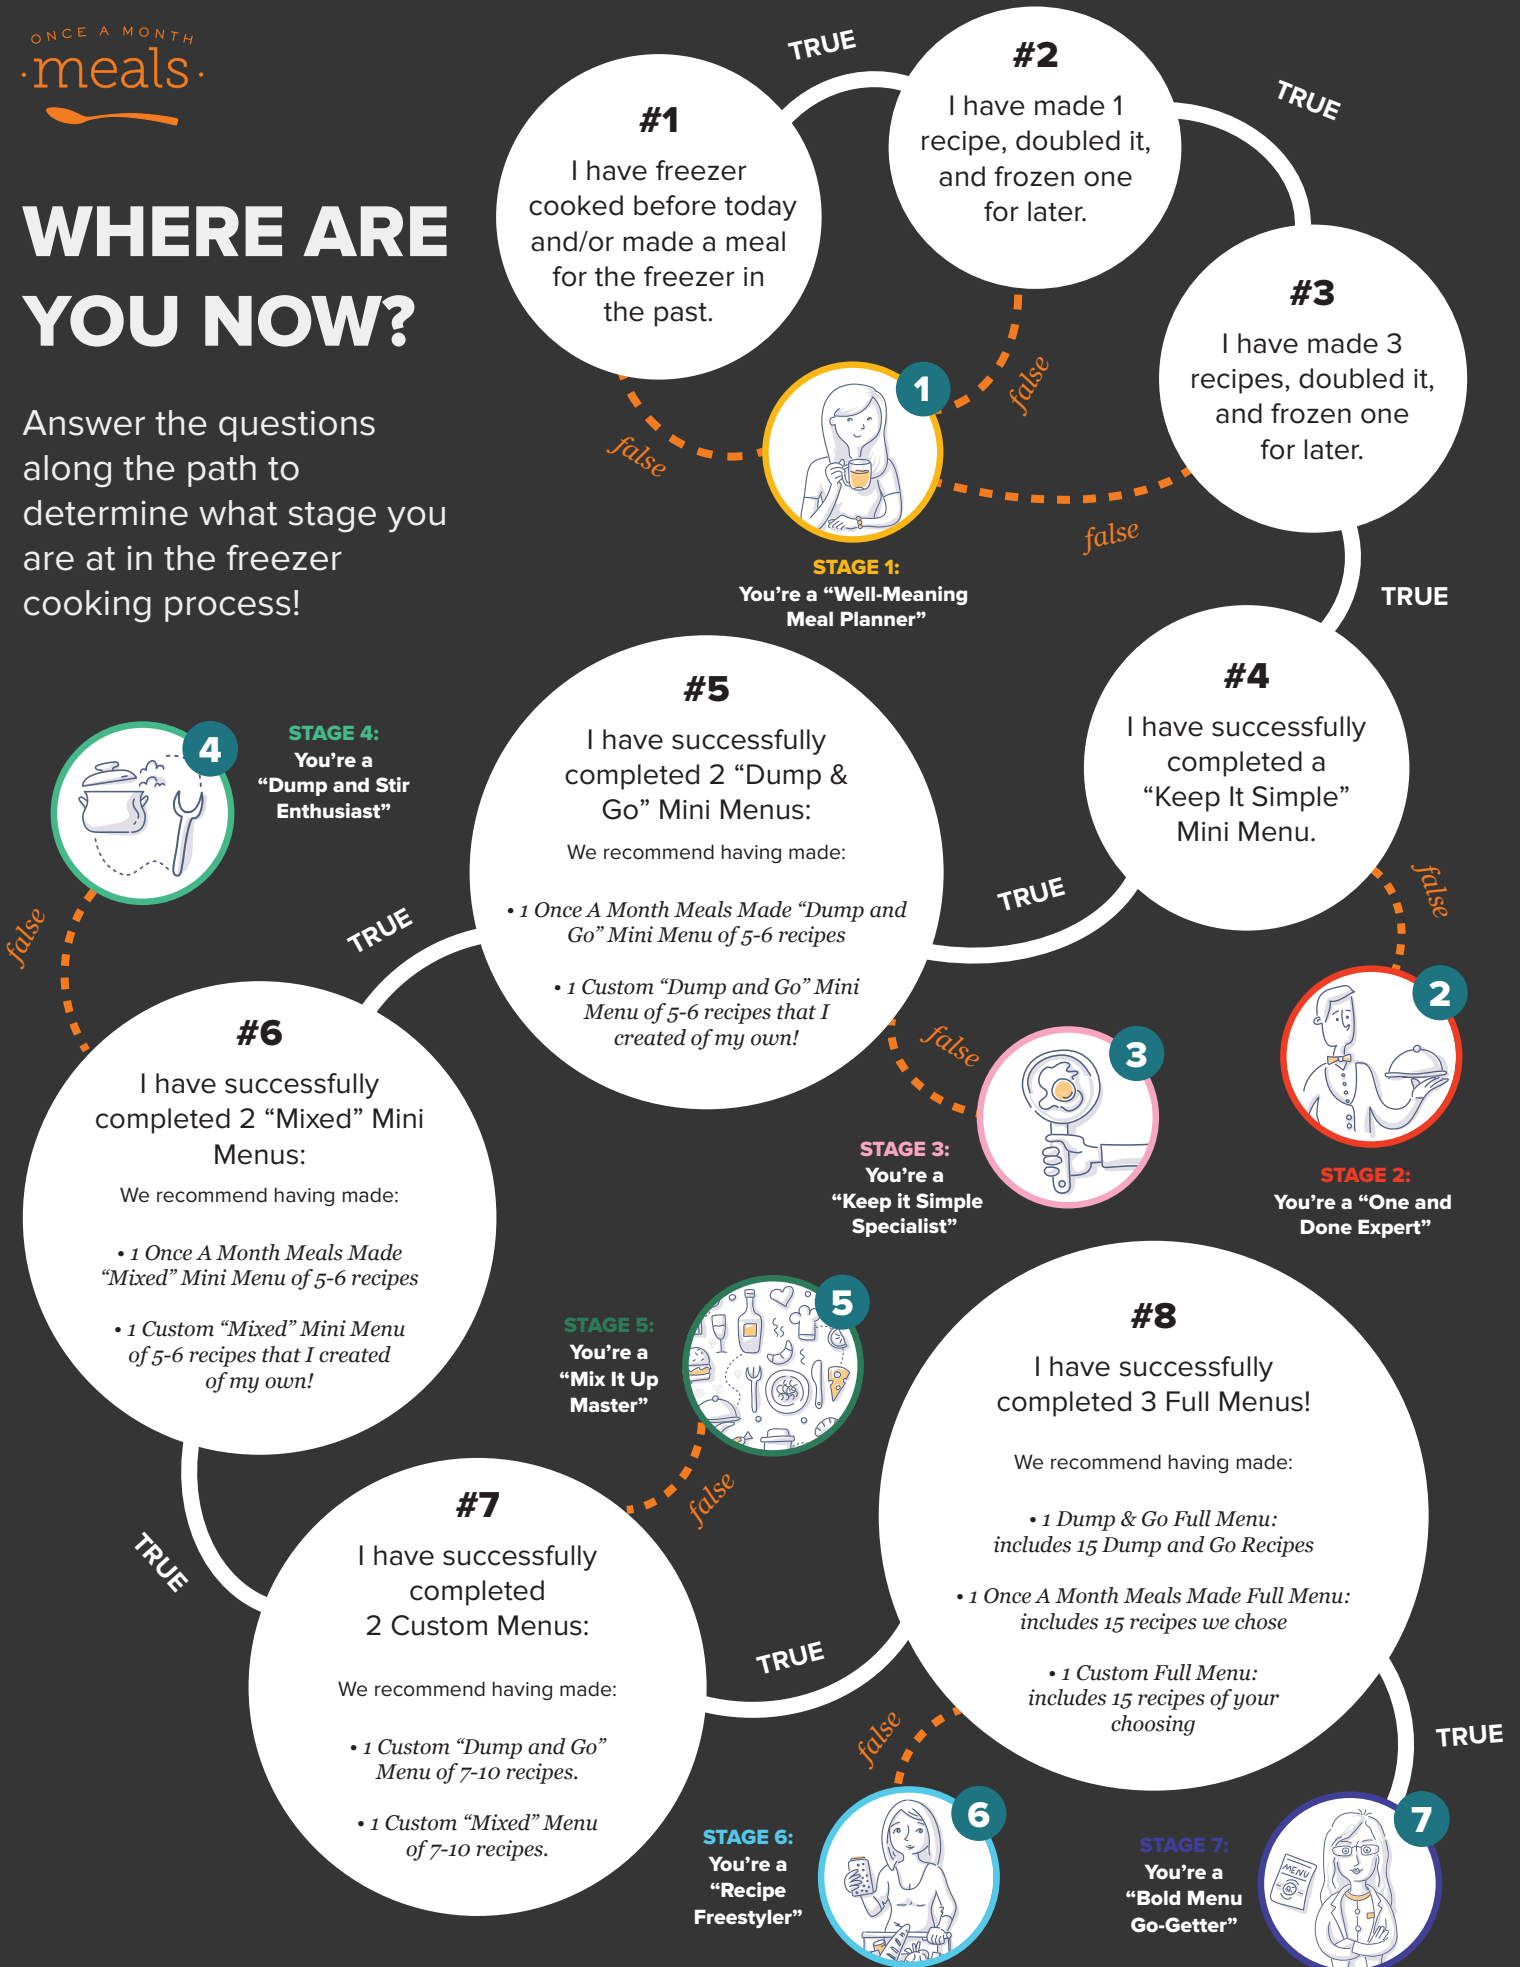 ONCE A MONTH
·meals·
WHERE ARE
YOU NOW?
Answer the questions
along the path to
determine what stage you
are at in the freezer
cooking process!
#1
I have freezer
cooked before today
and/or made a meal
for the freezer in
the past.
TRUE
#2
I have made 1
recipe, doubled it,
and frozen one
for later.
TRUE
#3
I have made 3
recipes, doubled it,
and frozen one
for later.
false
false
false
1
STAGE 1:
You’re a “Well-Meaning
Meal Planner”
TRUE
#4
I have successfully
completed a
“Keep It Simple”
Mini Menu.
false
2
STAGE 2:
You’re a “One and
Done Expert”
TRUE
#5
I have successfully
completed 2 “Dump &
Go” Mini Menus:
We recommend having made:
• 1 Once A Month Meals Made “Dump and
Go” Mini Menu of 5-6 recipes
• 1 Custom “Dump and Go” Mini
Menu of 5-6 recipes that I
created of my own!
false
3
STAGE 3:
You’re a
“Keep it Simple
Specialist”
TRUE
#6
I have successfully
completed 2 “Mixed” Mini
Menus:
We recommend having made:
• 1 Once A Month Meals Made
“Mixed” Mini Menu of 5-6 recipes
• 1 Custom “Mixed” Mini Menu
of 5-6 recipes that I created
of my own!
false
4
STAGE 4:
You’re a
“Dump and Stir
Enthusiast”
TRUE
#7
I have successfully
completed
2 Custom Menus:
We recommend having made:
• 1 Custom “Dump and Go”
Menu of 7-10 recipes.
• 1 Custom “Mixed” Menu
of 7-10 recipes.
false
5
STAGE 5:
You’re a
“Mix It Up
Master”
TRUE
#8
I have successfully
completed 3 Full Menus!
We recommend having made:
• 1 Dump & Go Full Menu:
includes 15 Dump and Go Recipes
• 1 Once A Month Meals Made Full Menu:
includes 15 recipes we chose
• 1 Custom Full Menu:
includes 15 recipes of your
choosing
false
6
STAGE 6:
You’re a
“Recipe
Freestyler”
TRUE
7
MENU
STAGE 7:
You’re a
“Bold Menu
Go-Getter”